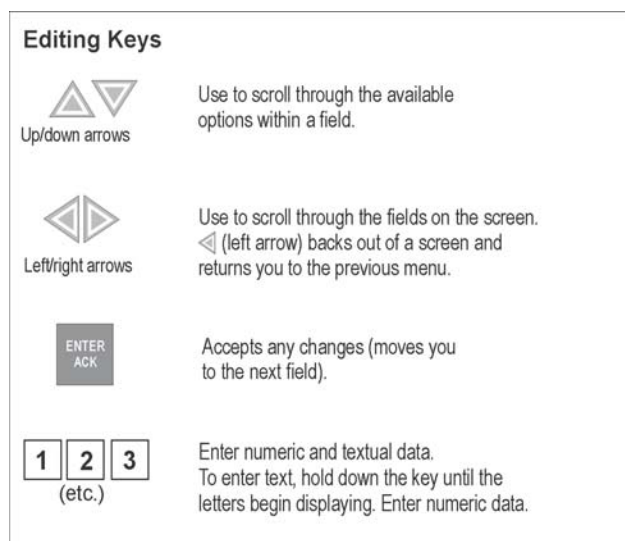 Editing Keys
Use to scroll through the available
options within a field.
Up/down arrows
Use to scroll through the fields on the screen.
(left arrow) backs out of a screen and
returns you to the previous menu.
Left/right arrows
ENTER
ACK
Accepts any changes (moves you
to the next field).
1 2 3
(etc.)
Enter numeric and textual data.
To enter text, hold down the key until the
letters begin displaying. Enter numeric data.